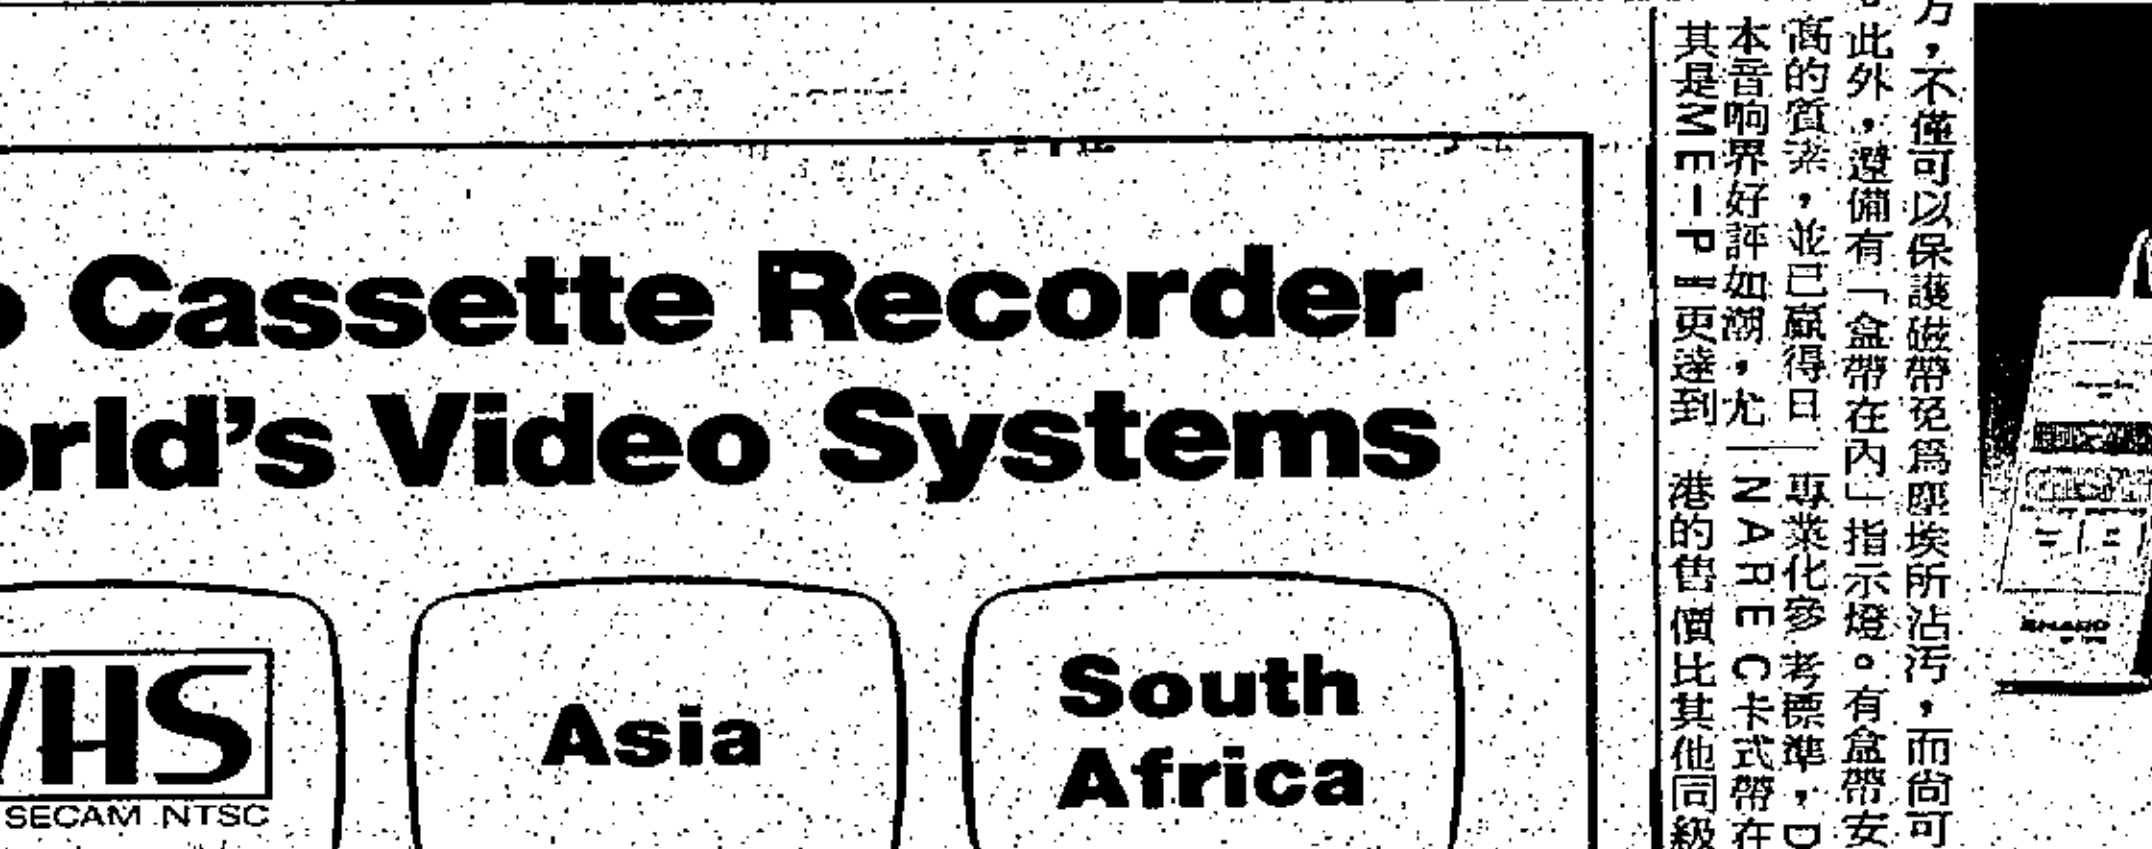 Cassette Recorder
orld's Video Systems
VHS
SECAM NTSC
Asia
South
Africa
方，不僅可以保護磁帶免爲塵埃所沾污，而尚可
。此外，還備有「盒帶在內」指示燈。有盒帶安
高的質素，並已贏得日
本音响界好評如潮，尤
其是ME－PⅡ更達到
專業化參考標準，D
NAREC卡式帶在
港的售價比其他同級